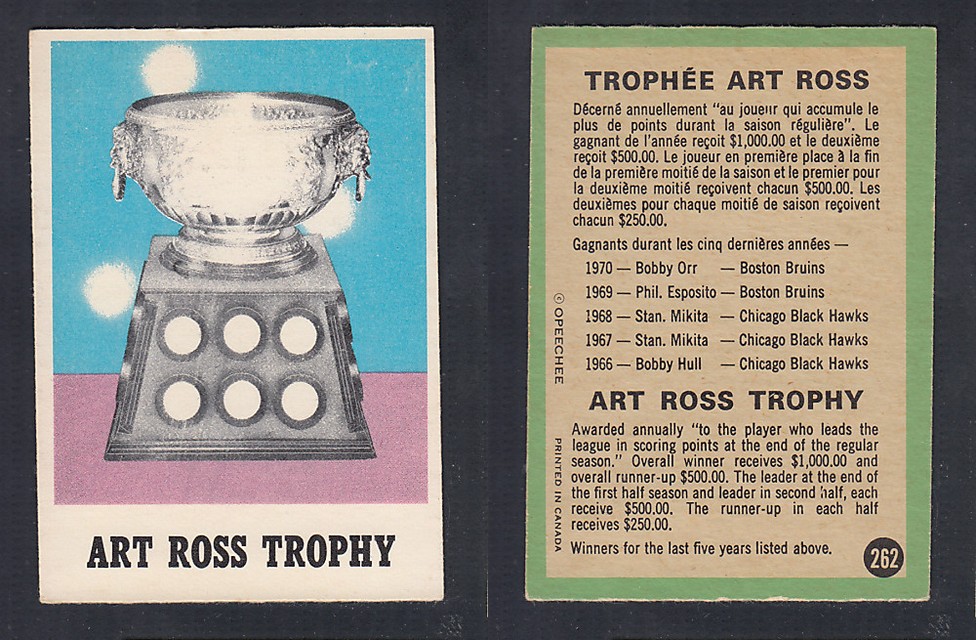 ART ROSS TROPHY
TROPHÉE ART ROSS
Décerné annuellement "au joueur qui accumule le
plus de points durant la saison régulière". Le
gagnant de l'année reçoit $1,000.00 et le deuxième
reçoit $500.00. Le joueur en première place à la fin
de la première moitié de la saison et le premier pour
la deuxième moitié reçoivent chacun $500.00. Les
deuxièmes pour chaque moitié de saison reçoivent
chacun $250.00.
Gagnants durant les cinq dernières années —
1970 — Bobby Orr — Boston Bruins
1969 — Phil. Esposito — Boston Bruins
1968 — Stan. Mikita — Chicago Black Hawks
1967 — Stan. Mikita — Chicago Black Hawks
1966 — Bobby Hull — Chicago Black Hawks
ART ROSS TROPHY
Awarded annually "to the player who leads the
league in scoring points at the end of the regular
season." Overall winner receives $1,000.00 and
overall runner-up $500.00. The leader at the end of
the first half season and leader in second half, each
receive $500.00. The runner-up in each half
receives $250.00.
Winners for the last five years listed above.
262
© OPEECHEE
PRINTED IN CANADA